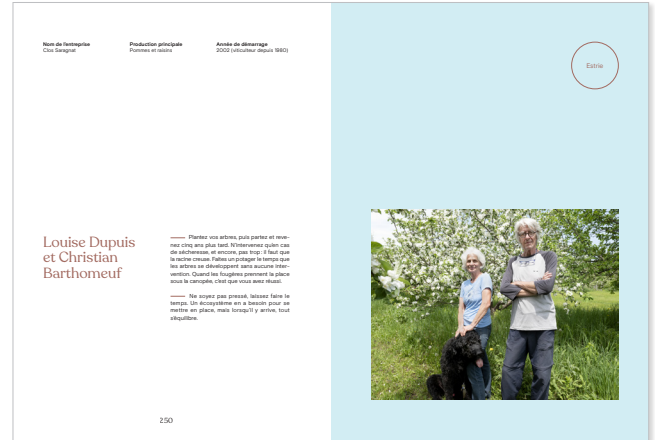 Nom de l'entreprise
Clos Saragnat
Production principale
Pommes et raisins
Année de démarrage
2002 (viticulteur depuis 1980)
Estrie
Louise Dupuis
et Christian
Barthomeuf
Plantez vos arbres, puis partez et reve-
nez cinq ans plus tard. N'intervenez qu'en cas
de sécheresse, et encore, pas trop : il faut que
la racine creuse. Faites un potager le temps que
les arbres se développent sans aucune inter-
vention. Quand les fougères prennent la place
sous la canopée, c'est que vous avez réussi.
Ne soyez pas pressé, laissez faire le
temps. Un écosystème en a besoin pour se
mettre en place, mais lorsqu'il y arrive, tout
s'équilibre.
250